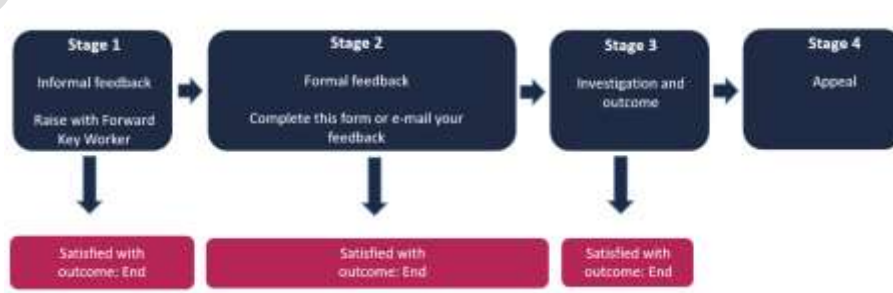 Stage 1
Informal feedback
Raise with Forward
Key Worker
Stage 2
Formal feedback
Complete this form or e-mail your
feedback
Stage 3
Investigation and
outcome
Stage 4
Appeal
Satisfied with
outcome: End
Satisfied with
outcome: End
Satisfied with
outcome: End